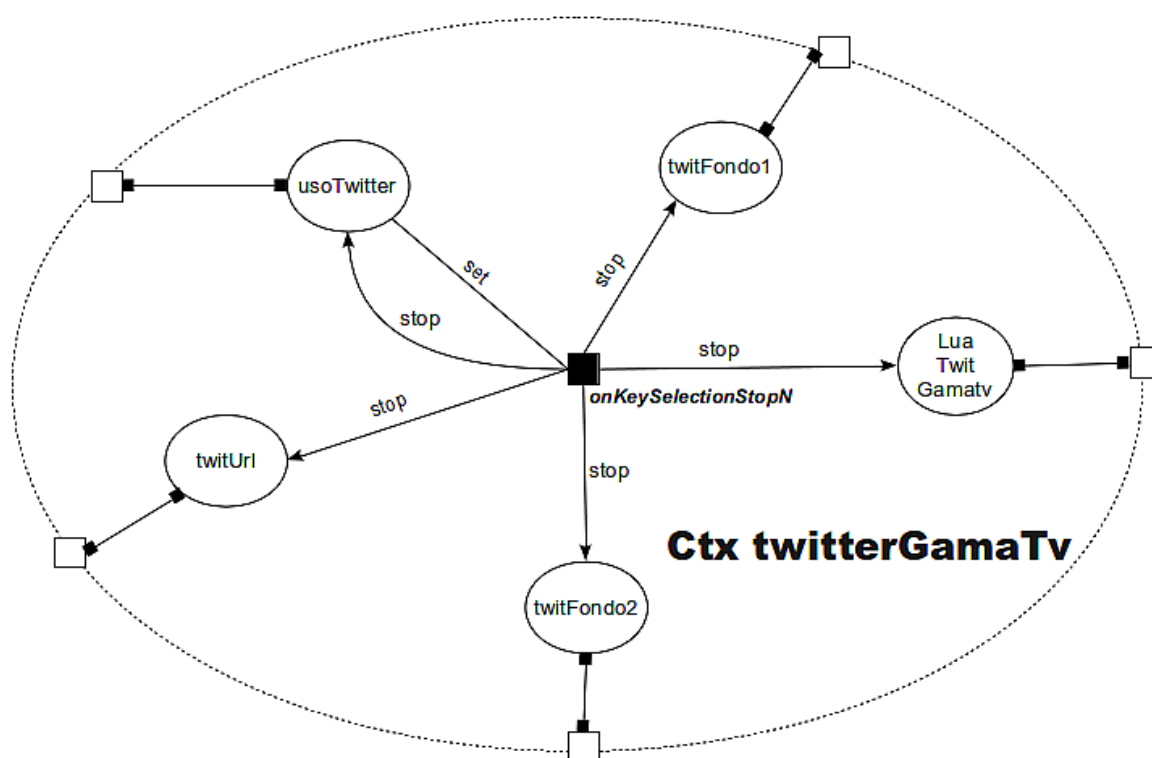 twitFondo1
usoTwitter
set
stop
stop
stop
Lua
Twit
Gamatv
onKeySelectionStopN
stop
twitUrl
stop
Ctx twitterGamaTv
twitFondo2